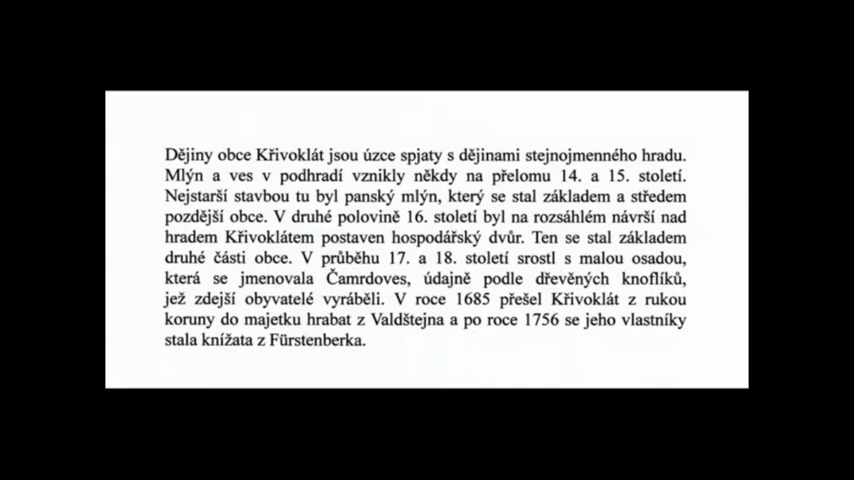 Dějiny obce Křivoklát jsou úzce spjaty s dějinami stejnojmenného hradu.
Mlýn a ves v podhradí vznikly někdy na přelomu 14. a 15. století.
Nejstarší stavbou tu byl panský mlýn, který se stal základem a středem
pozdější obce. V druhé polovině 16. století byl na rozsáhlém návrší nad
hradem Křivoklátem postaven hospodářský dvůr. Ten se stal základem
druhé části obce. V průběhu 17. a 18. století srostl s malou osadou,
která se jmenovala Čamrdoves, údajně podle dřevěných knoflíků,
jež zdejší obyvatelé vyráběli. V roce 1685 přešel Křivoklát z rukou
koruny do majetku hrabat z Valdštejna a po roce 1756 se jeho vlastníky
stala knížata z Fürstenberka.